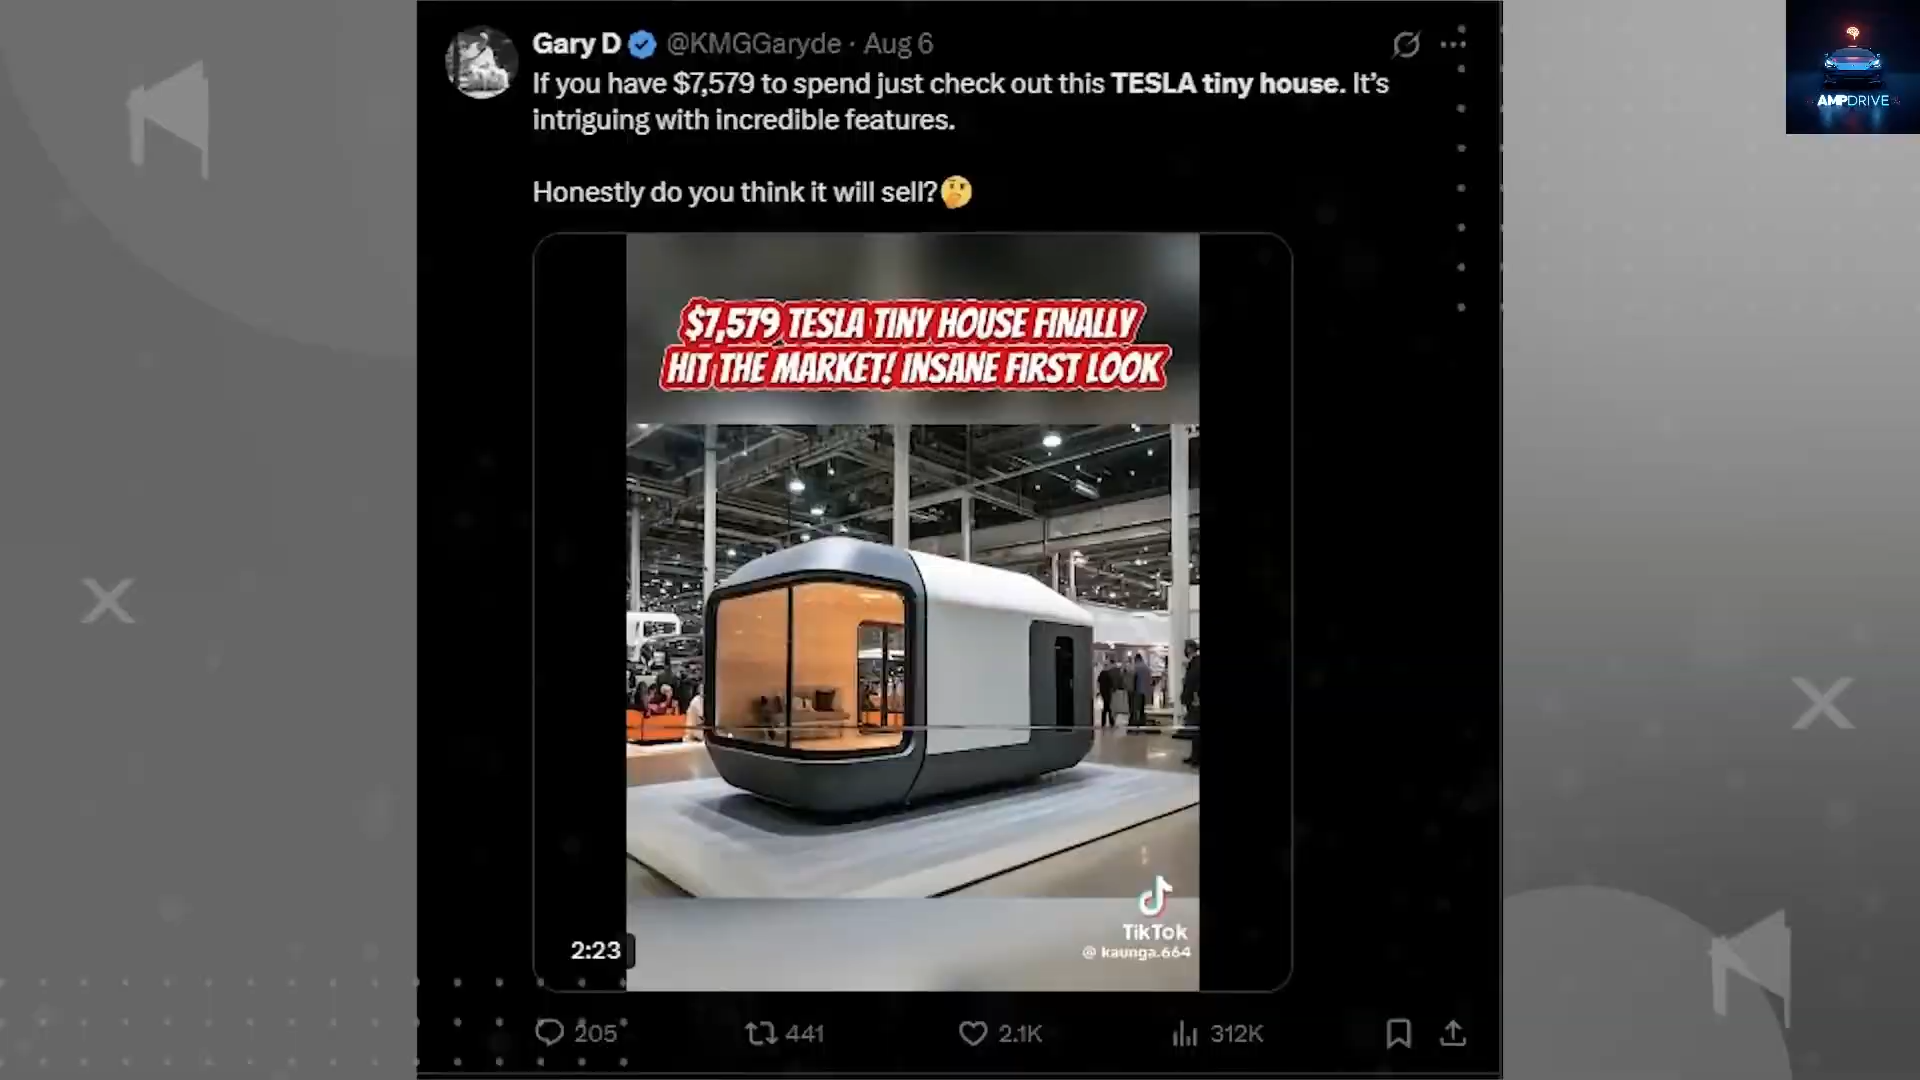 Gary D @KMGGaryde · Aug 6
If you have $7,579 to spend just check out this TESLA tiny house. It's
intriguing with incredible features.
Honestly do you think it will sell?🤔
$7,579 TESLA TINY HOUSE FINALLY
HIT THE MARKET! INSANE FIRST LOOK
TikTok
@ kaunga.664
2:23
205 441 2.1K 312K
AMPDRIVE